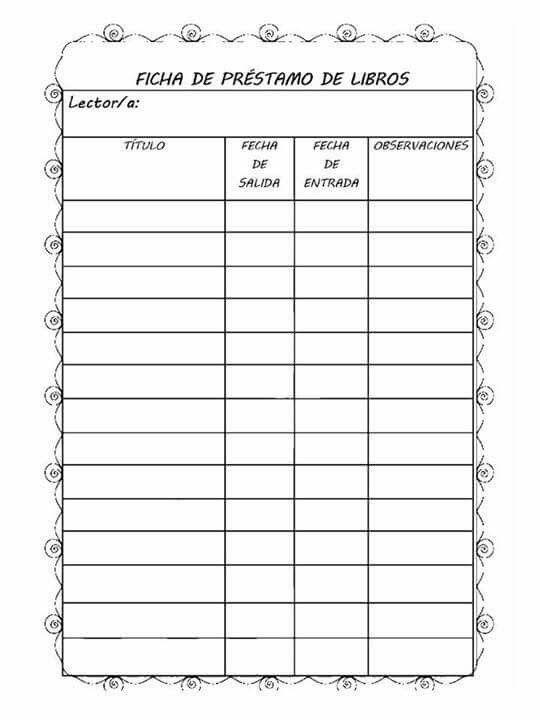 FICHA DE PRÉSTAMO DE LIBROS
Lector/a:
TÍTULO
FECHA
DE
SALIDA
FECHA
DE
ENTRADA
OBSERVACIONES